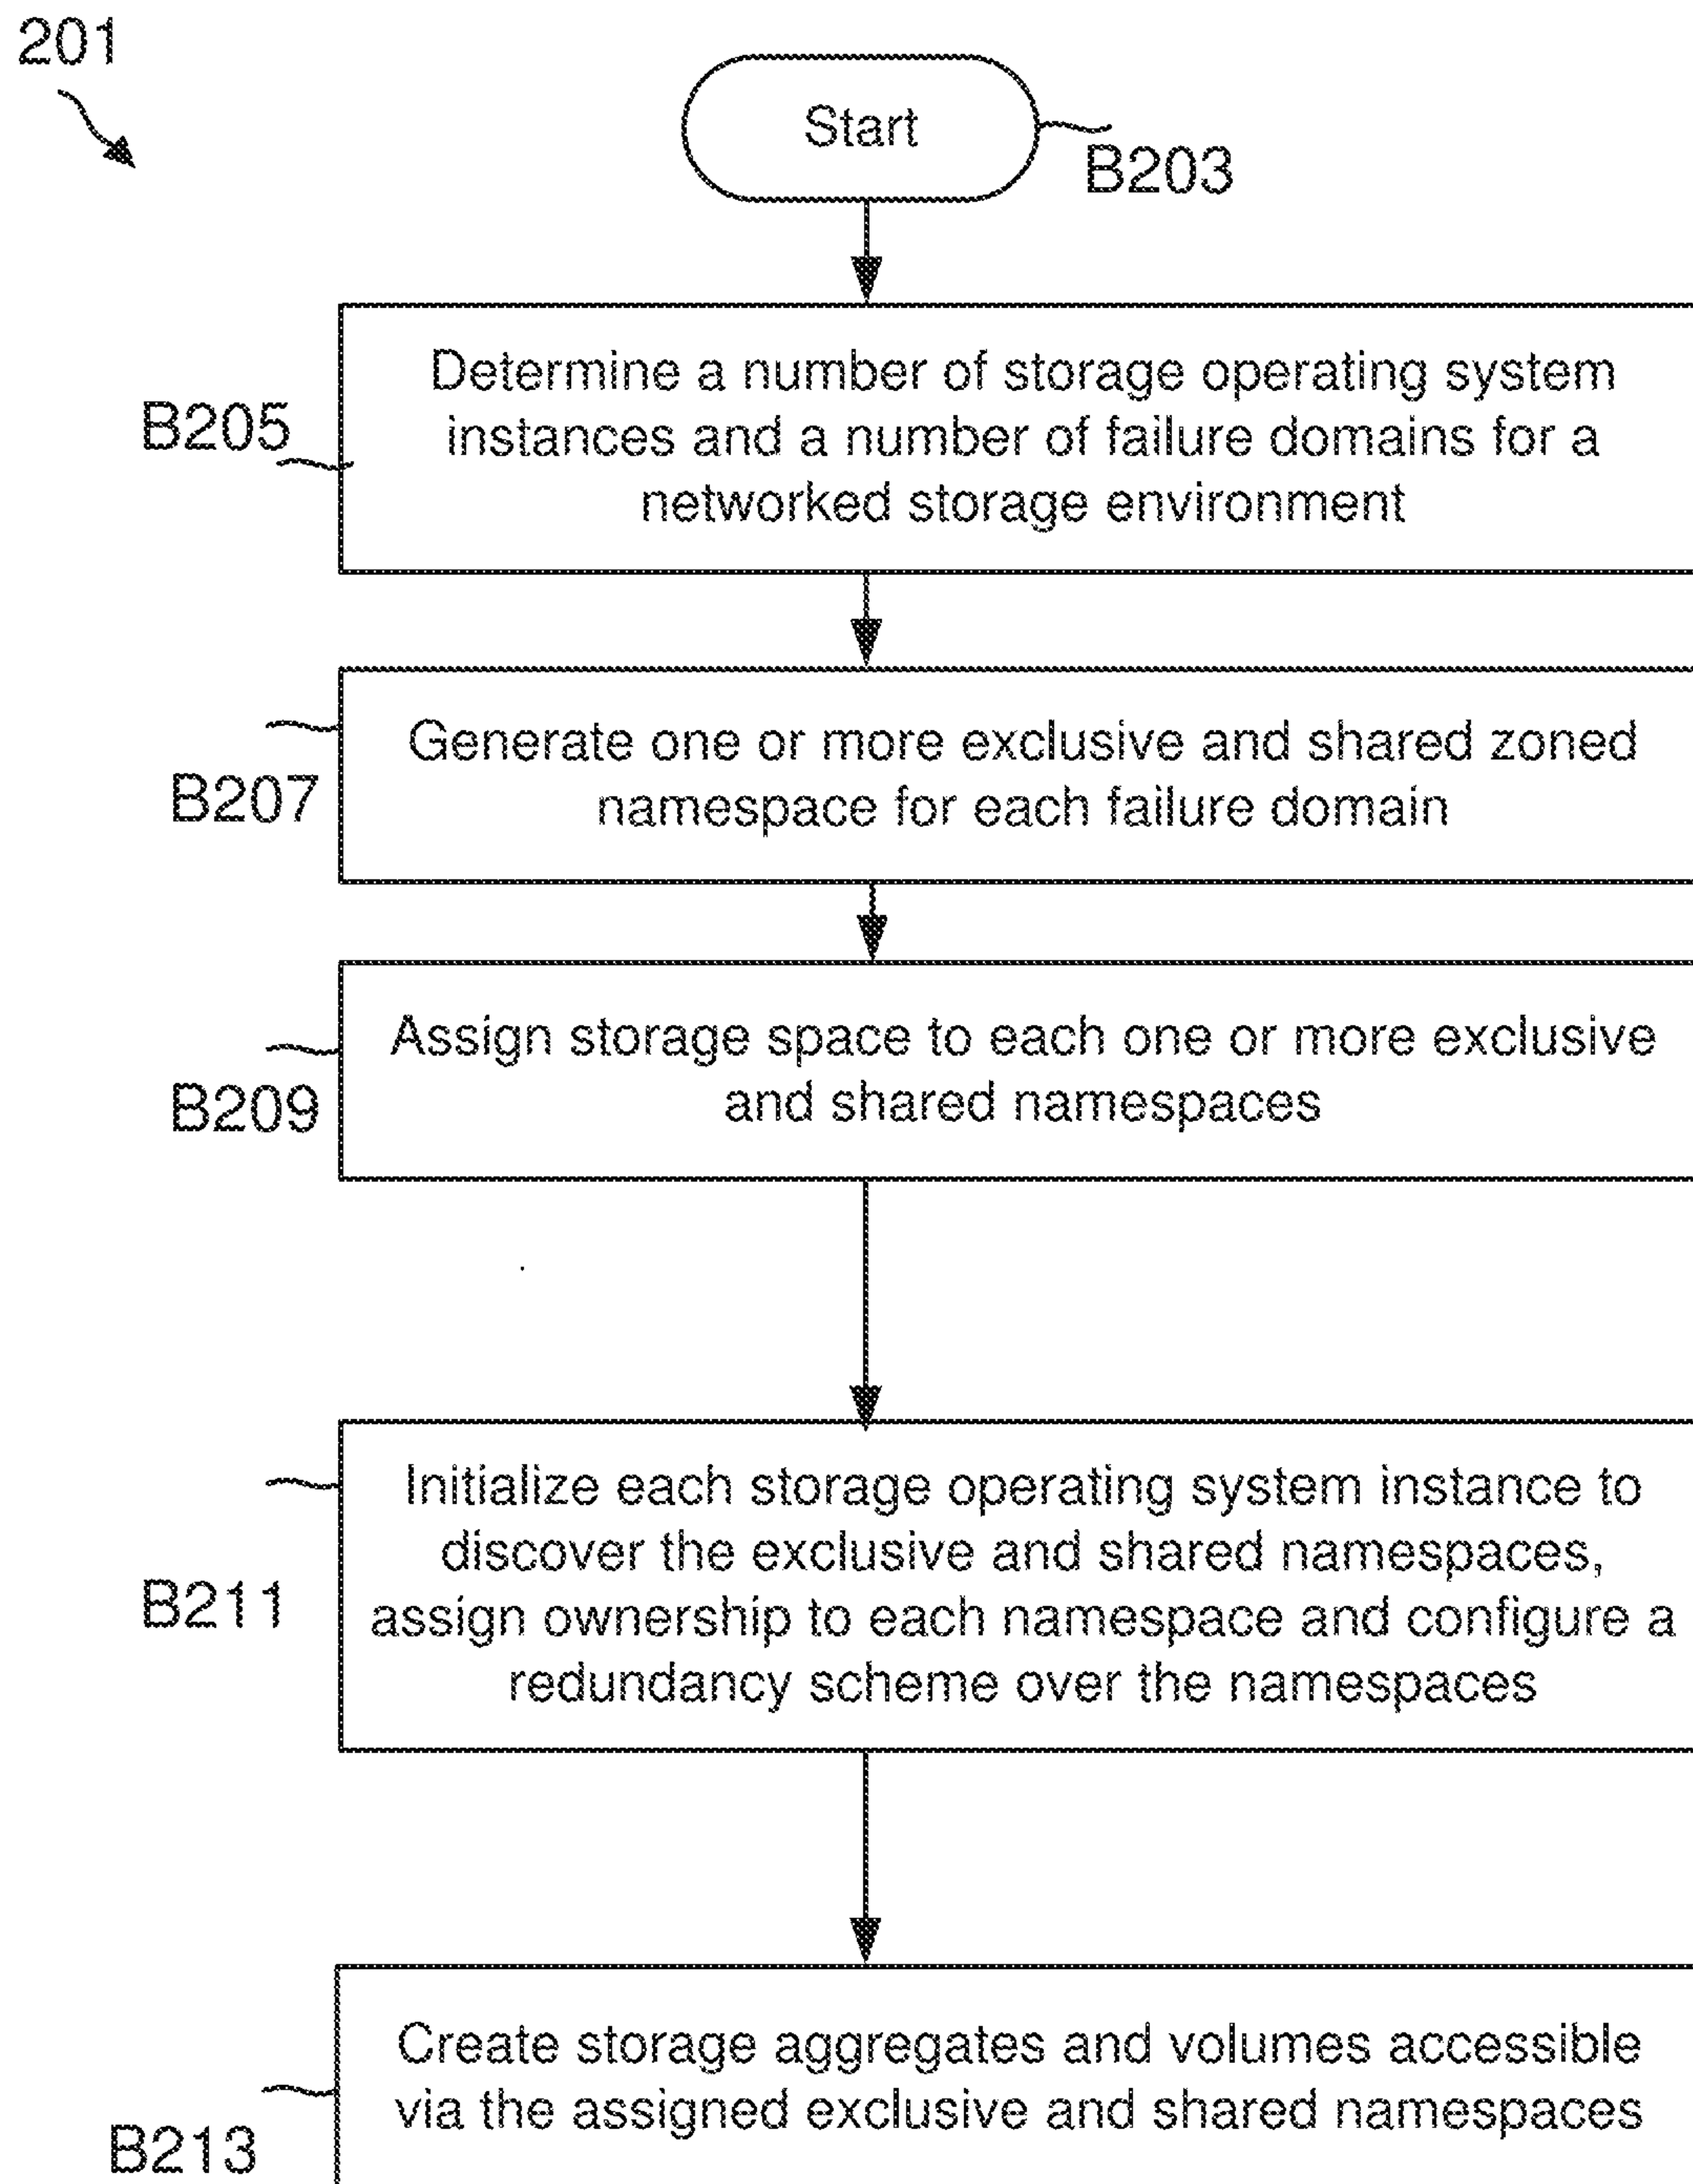 201
Start
B203
Determine a number of storage operating system
instances and a number of failure domains for a
networked storage environment
B205
Generate one or more exclusive and shared zoned
namespace for each failure domain
B207
Assign storage space to each one or more exclusive
and shared namespaces
B209
Initialize each storage operating system instance to
discover the exclusive and shared namespaces,
assign ownership to each namespace and configure a
redundancy scheme over the namespaces
B211
Create storage aggregates and volumes accessible
via the assigned exclusive and shared namespaces
B213